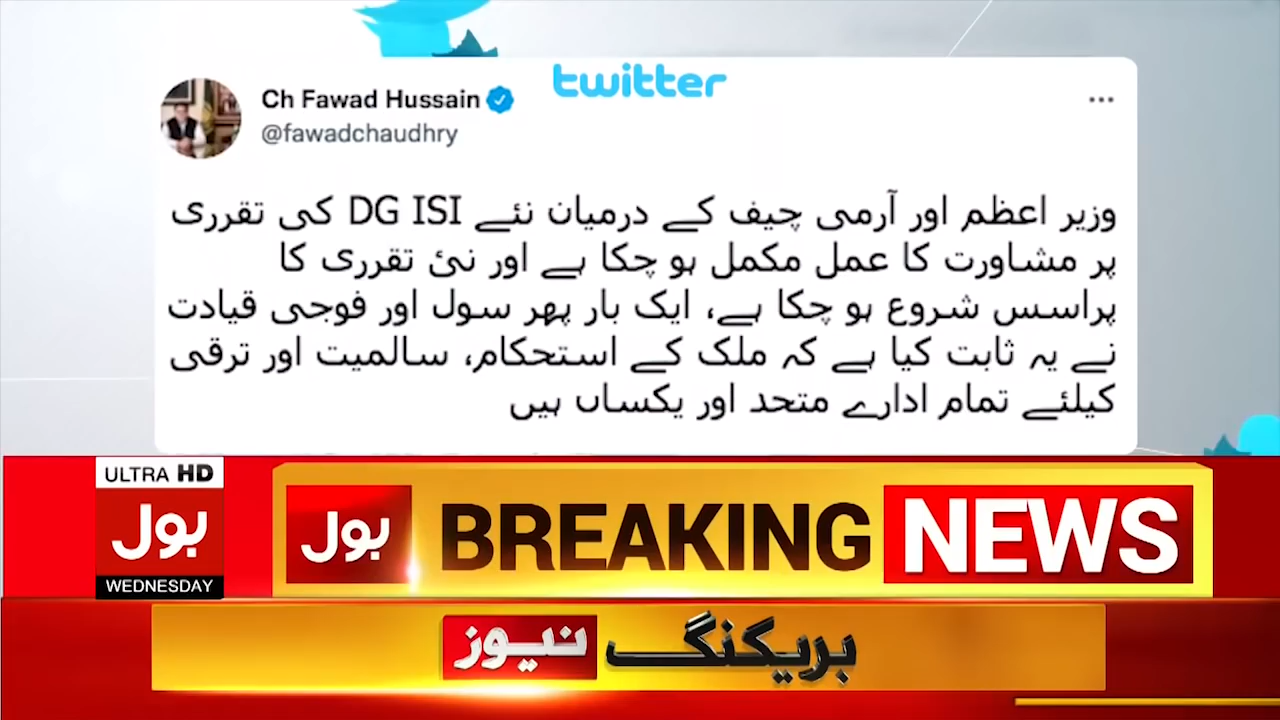 twitter
Ch Fawad Hussain
@fawadchaudhry
وزیر اعظم اور آرمی چیف کے درمیان نئے DG ISI کی تقرری
پر مشاورت کا عمل مکمل ہو چکا ہے اور نئ تقرری کا
پراسس شروع ہو چکا ہے، ایک بار پھر سول اور فوجی قیادت
نے یہ ثابت کیا ہے کہ ملک کے استحکام، سالمیت اور ترقی
کیلئے تمام ادارے متحد اور یکساں ہیں
ULTRA HD
بول
WEDNESDAY
بول BREAKING NEWS
بریکنگ نیوز